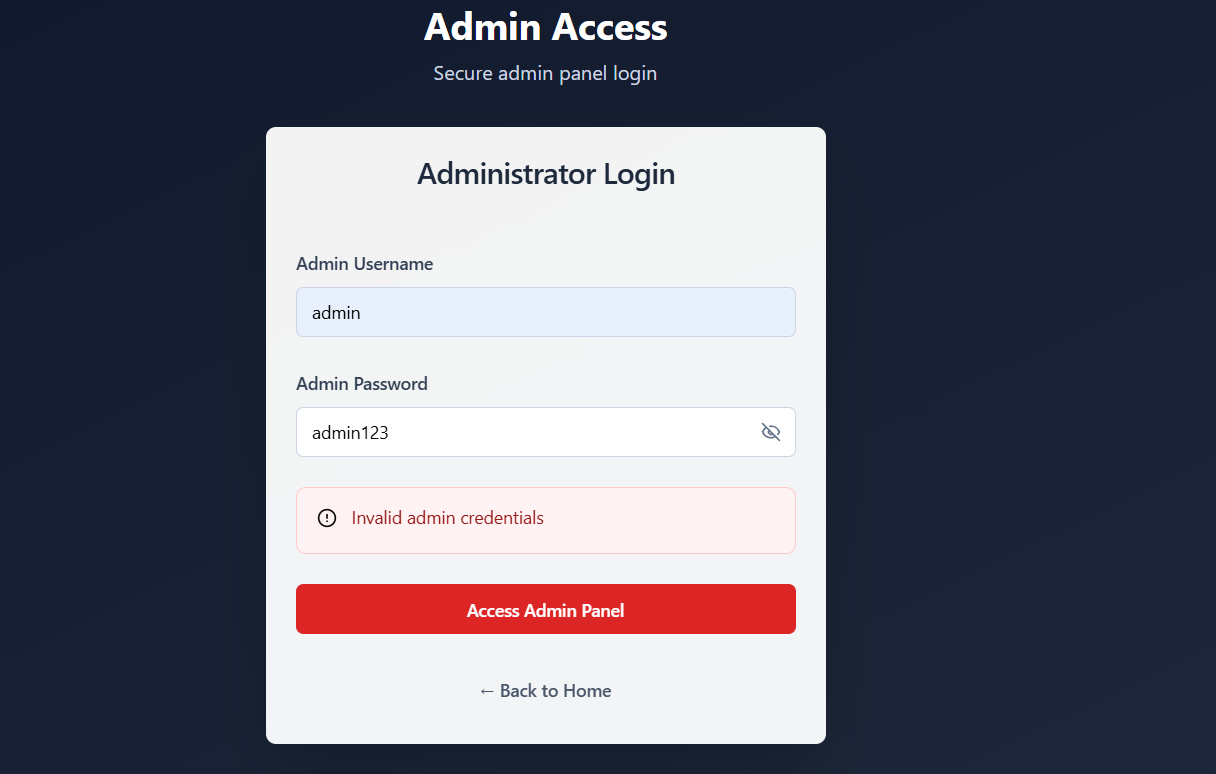 Admin Access
Secure admin panel login
Administrator Login
Admin Username
admin
Admin Password
admin123
Invalid admin credentials
Access Admin Panel
← Back to Home